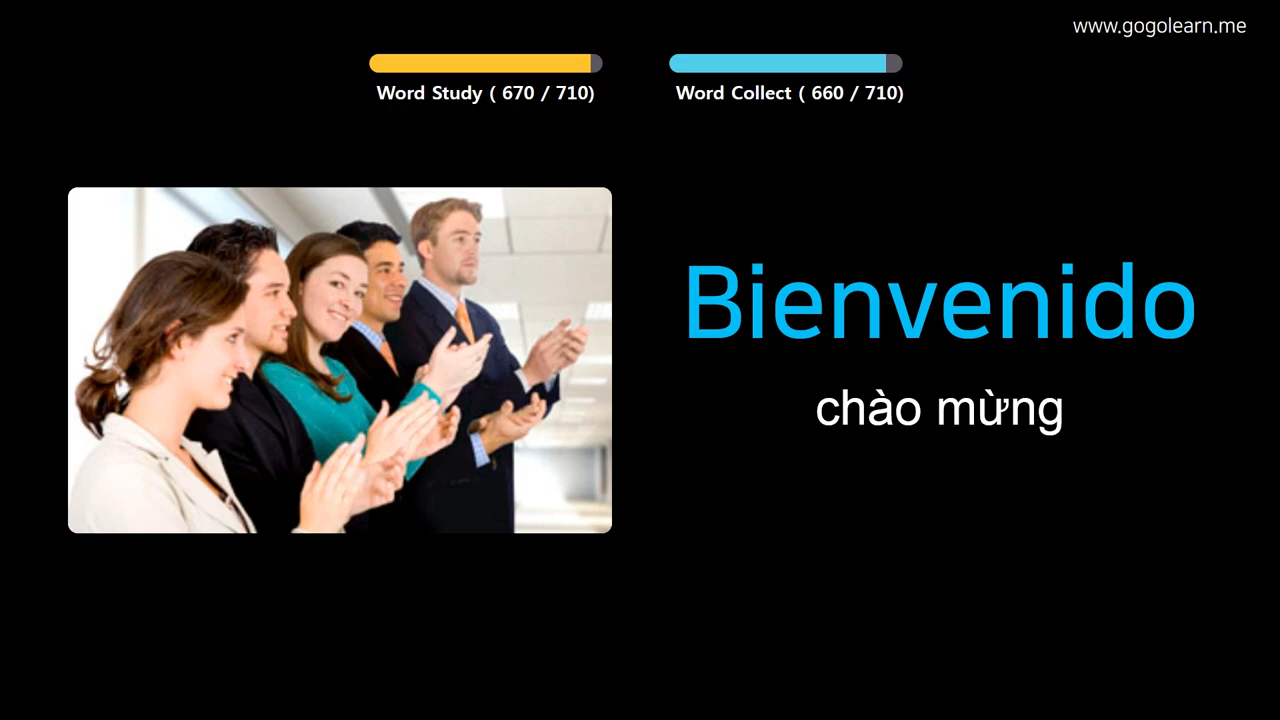 www.gogolearn.me
Word Study ( 670 / 710)
Word Collect ( 660 / 710)
Bienvenido
chào mừng